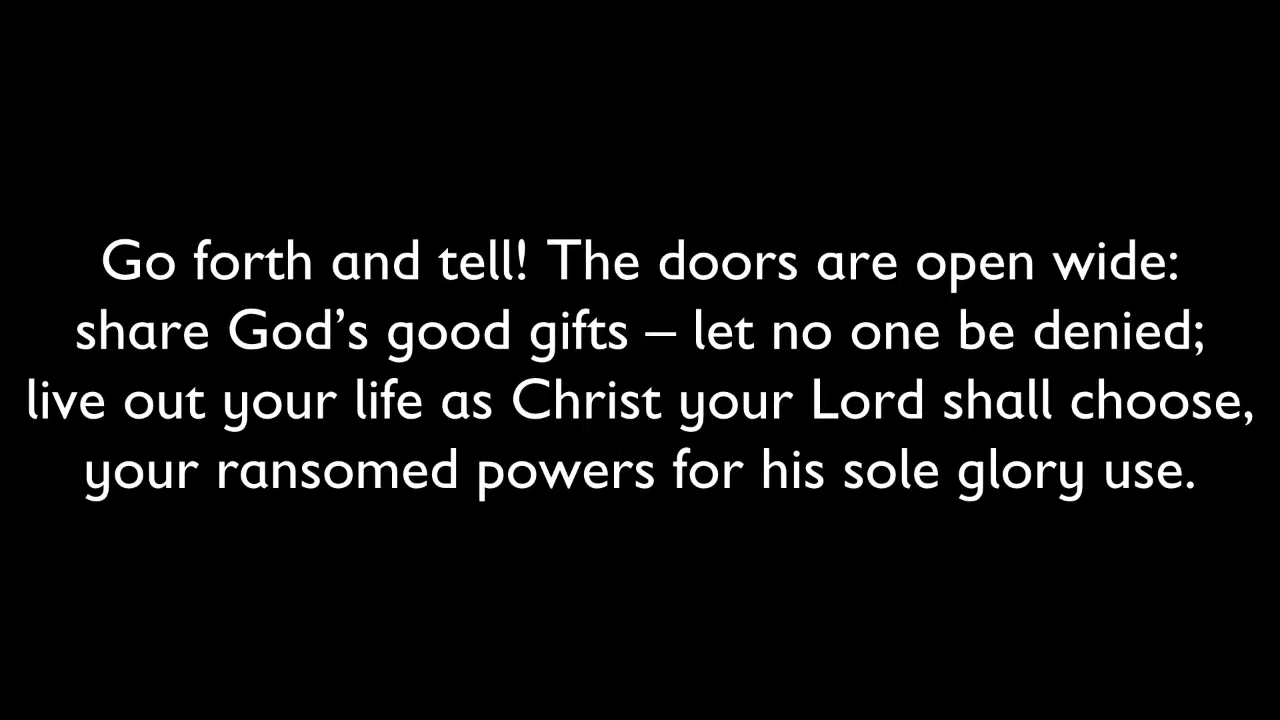 Go forth and tell! The doors are open wide:
share God’s good gifts – let no one be denied;
live out your life as Christ your Lord shall choose,
your ransomed powers for his sole glory use.